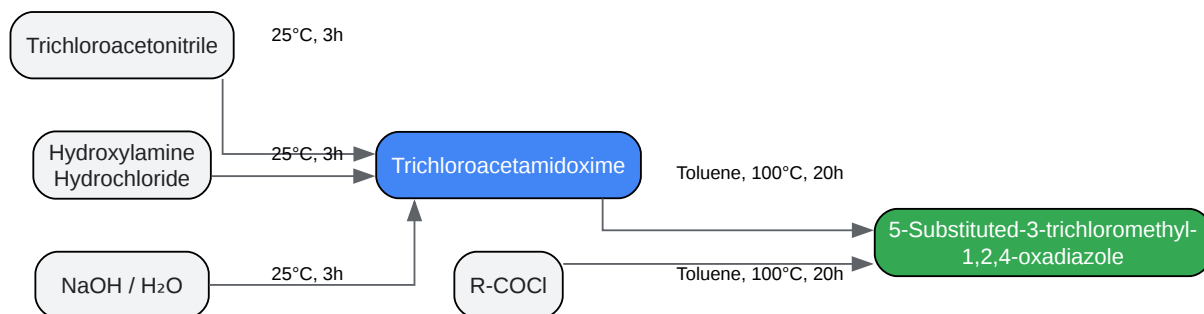 Trichloroacetonitrile
25°C, 3h
Hydroxylamine
Hydrochloride
25°C, 3h
Trichloroacetamidoxime
Toluene, 100°C, 20h
5-Substituted-3-trichloromethyl-
1,2,4-oxadiazole
NaOH / H₂O
25°C, 3h
R-COCl
Toluene, 100°C, 20h